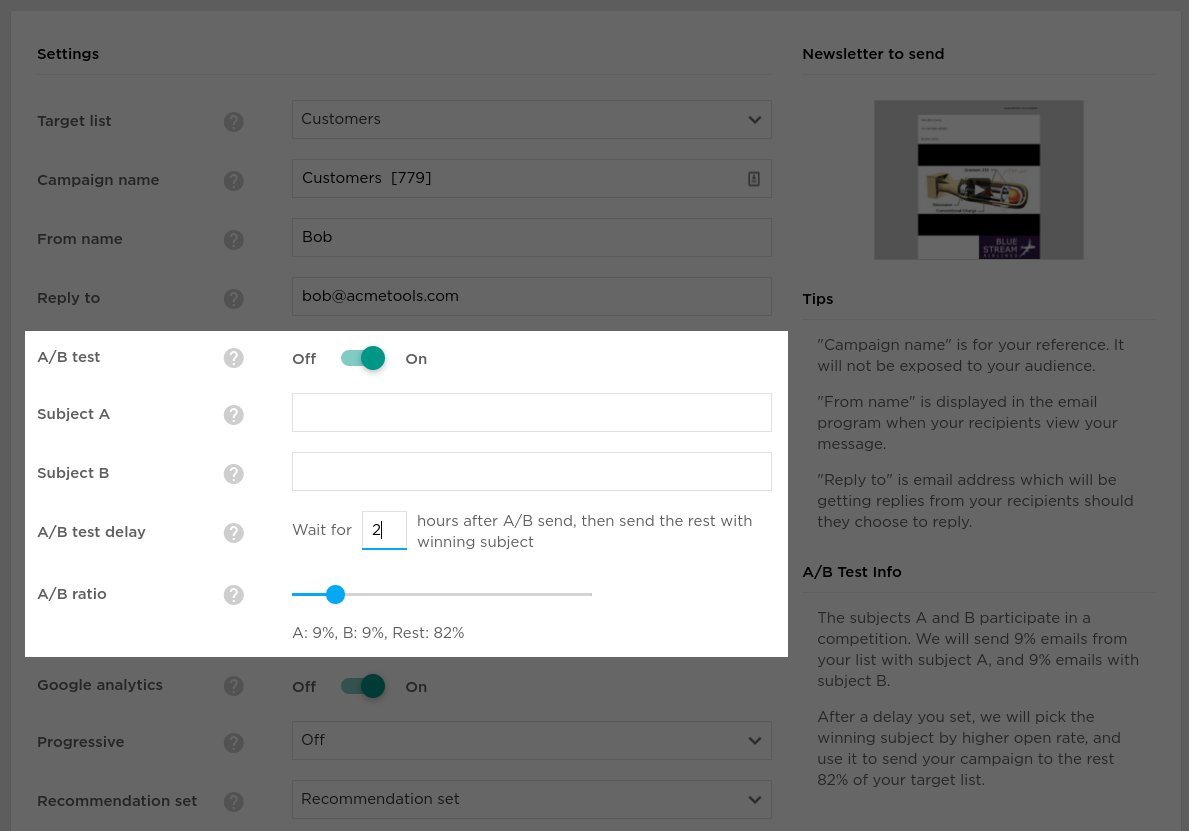 Settings
Target list ? Customers
Campaign name ? Customers [779]
From name ? Bob
Reply to ? bob@acmetools.com
A/B test ? Off On
Subject A ?
Subject B ?
A/B test delay ? Wait for 2 hours after A/B send, then send the rest with
winning subject
A/B ratio ?
A: 9%, B: 9%, Rest: 82%
Google analytics ? Off On
Progressive ? Off
Recommendation set ? Recommendation set
Newsletter to send
BLUE
STREAM
AIRLINES
Tips
"Campaign name" is for your reference. It
will not be exposed to your audience.
"From name" is displayed in the email
program when your recipients view your
message.
"Reply to" is email address which will be
getting replies from your recipients should
they choose to reply.
A/B Test Info
The subjects A and B participate in a
competition. We will send 9% emails from
your list with subject A, and 9% emails with
subject B.
After a delay you set, we will pick the
winning subject by higher open rate, and
use it to send your campaign to the rest
82% of your target list.